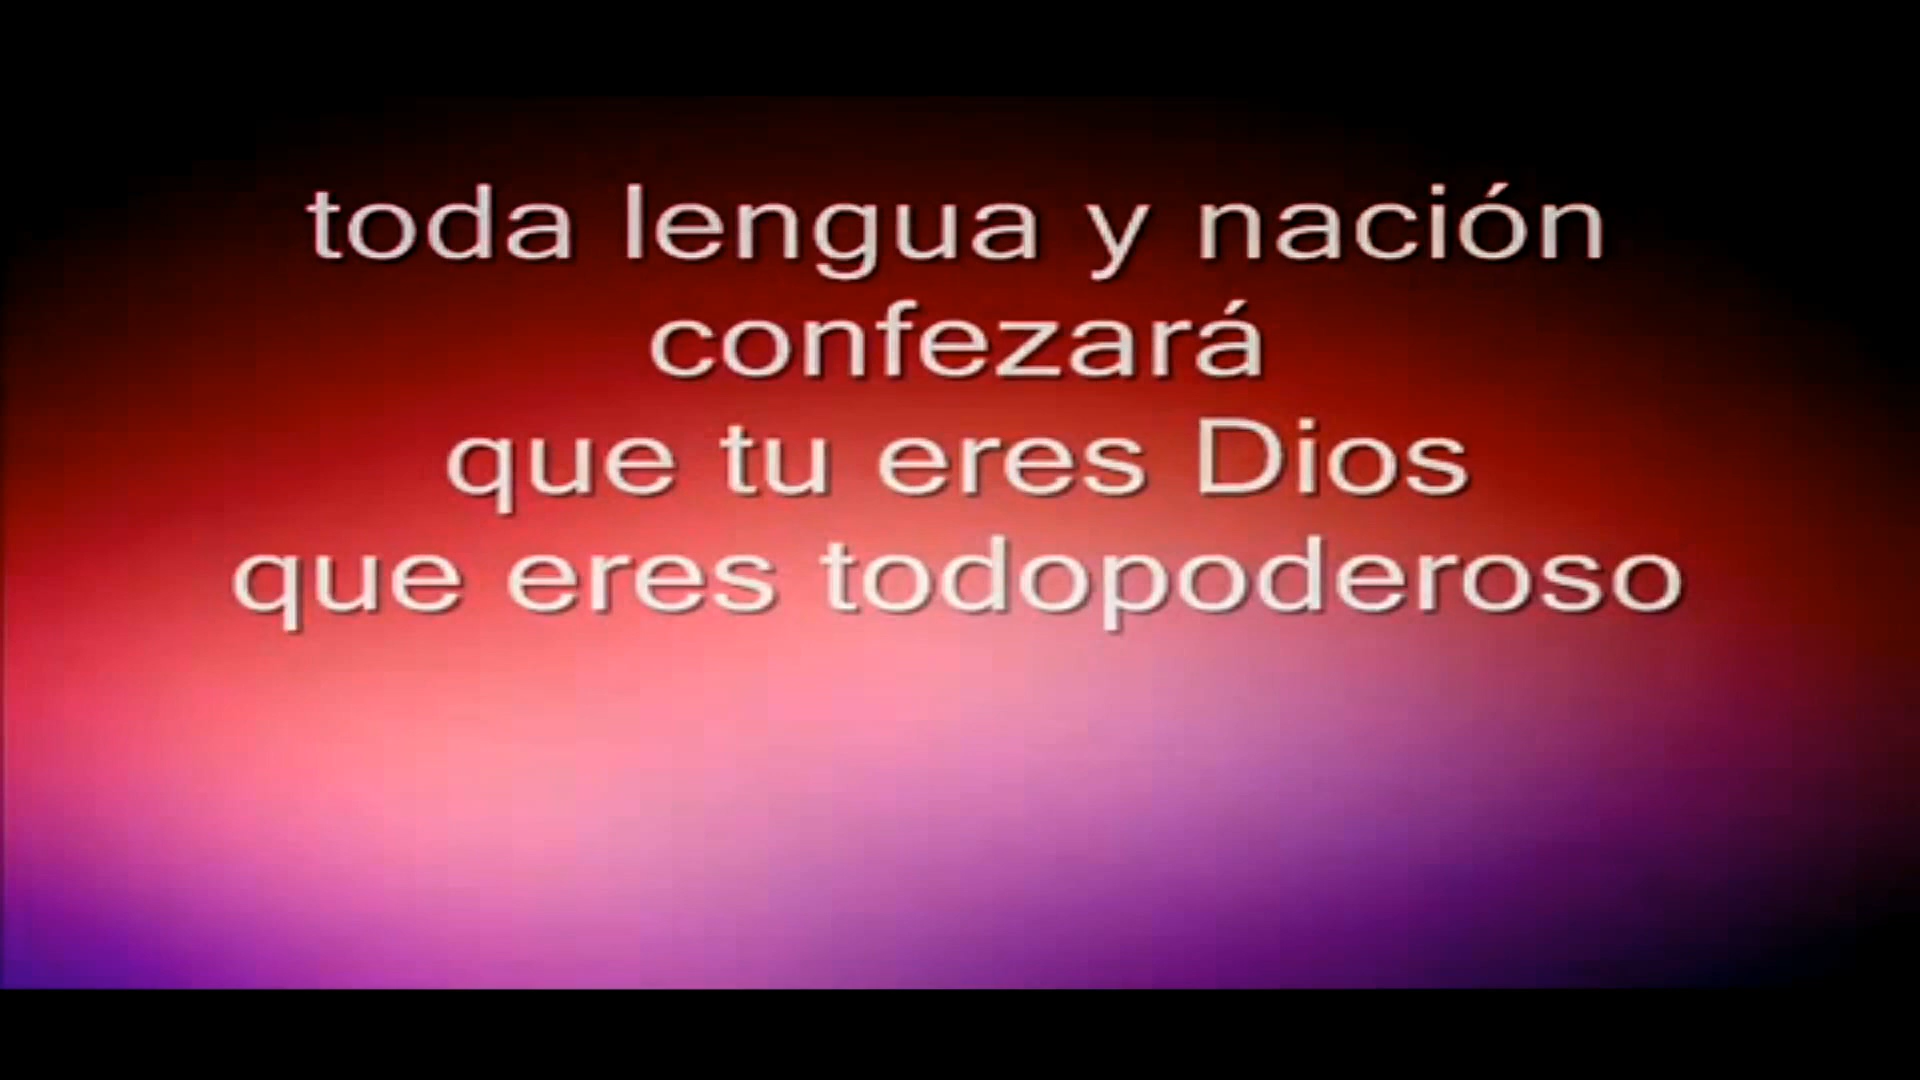 toda lengua y nación
confezará
que tu eres Dios
que eres todopoderoso